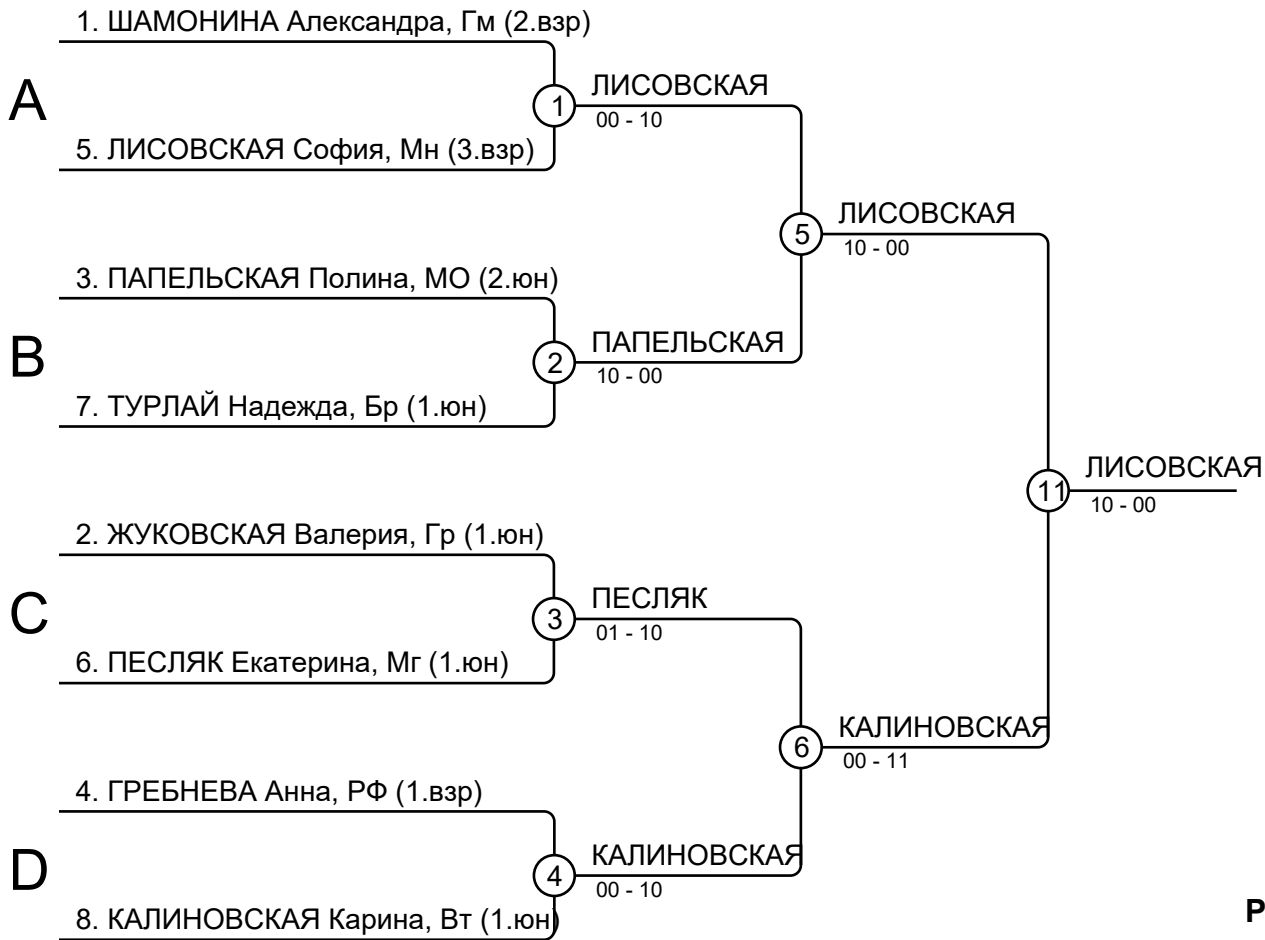 1. ШАМОНИНА Александра, Гм (2.взр)
A
1
ЛИСОВСКАЯ
00 - 10
5. ЛИСОВСКАЯ София, Мн (3.взр)
5
ЛИСОВСКАЯ
10 - 00
3. ПАПЕЛЬСКАЯ Полина, МО (2.юн)
B
2
ПАПЕЛЬСКАЯ
10 - 00
7. ТУРЛАЙ Надежда, Бр (1.юн)
11
ЛИСОВСКАЯ
10 - 00
2. ЖУКОВСКАЯ Валерия, Гр (1.юн)
C
3
ПЕСЛЯК
01 - 10
6. ПЕСЛЯК Екатерина, Мг (1.юн)
6
КАЛИНОВСКАЯ
00 - 11
4. ГРЕБНЕВА Анна, РФ (1.взр)
D
4
КАЛИНОВСКАЯ
00 - 10
8. КАЛИНОВСКАЯ Карина, Вт (1.юн)
Р